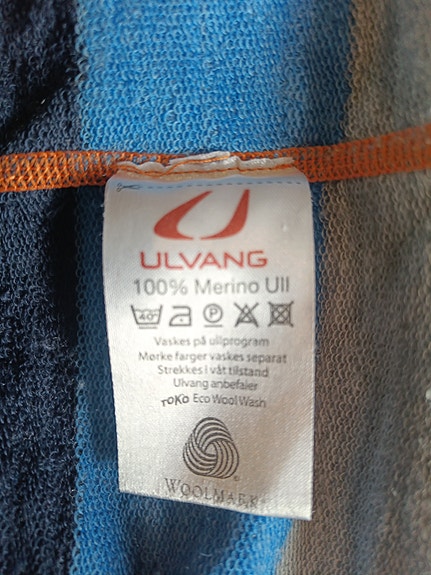 ULVANG
100% Merino Ull
40°
P
Vaskes på ullprogram
Mørke farger vaskes separat
Strekkes i våt tilstand
Ulvang anbefaler
TOKO Eco Wool Wash
WOOLMARK